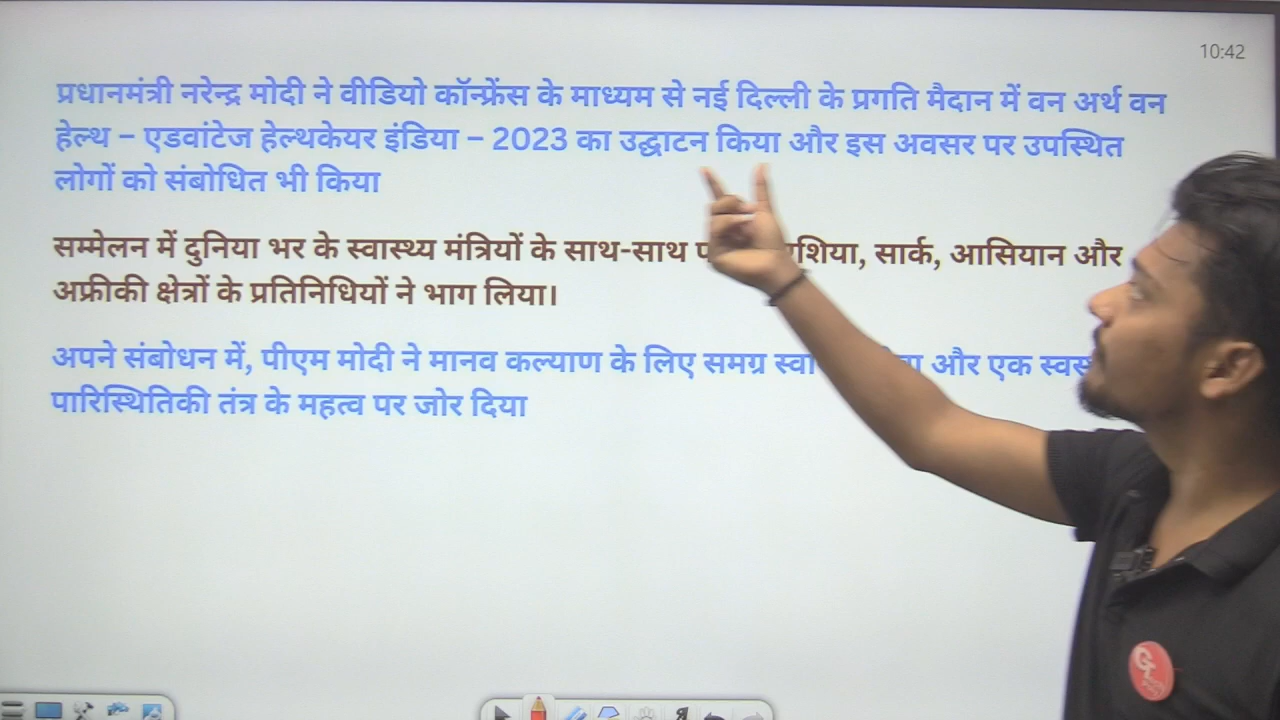 10:42
प्रधानमंत्री नरेन्द्र मोदी ने वीडियो कॉन्फ्रेंस के माध्यम से नई दिल्ली के प्रगति मैदान में वन अर्थ वन
हेल्थ – एडवांटेज हेल्थकेयर इंडिया – 2023 का उद्घाटन किया और इस अवसर पर उपस्थित
लोगों को संबोधित भी किया
सम्मेलन में दुनिया भर के स्वास्थ्य मंत्रियों के साथ-साथ सार्क, आसियान और
अफ्रीकी क्षेत्रों के प्रतिनिधियों ने भाग लिया।
अपने संबोधन में, पीएम मोदी ने मानव कल्याण के लिए समग्र और एक
पारिस्थितिकी तंत्र के महत्व पर जोर दिया